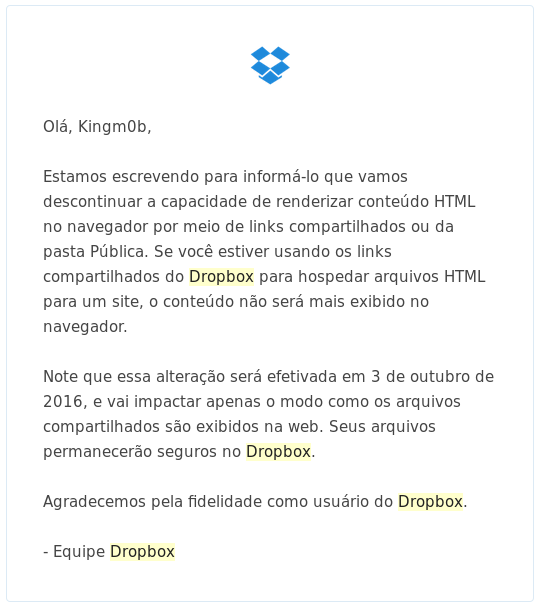 Olá, Kingm0b,
Estamos escrevendo para informá-lo que vamos
descontinuar a capacidade de renderizar conteúdo HTML
no navegador por meio de links compartilhados ou da
pasta Pública. Se você estiver usando os links
compartilhados do Dropbox para hospedar arquivos HTML
para um site, o conteúdo não será mais exibido no
navegador.
Note que essa alteração será efetivada em 3 de outubro de
2016, e vai impactar apenas o modo como os arquivos
compartilhados são exibidos na web. Seus arquivos
permanecerão seguros no Dropbox.
Agradecemos pela fidelidade como usuário do Dropbox.
- Equipe Dropbox